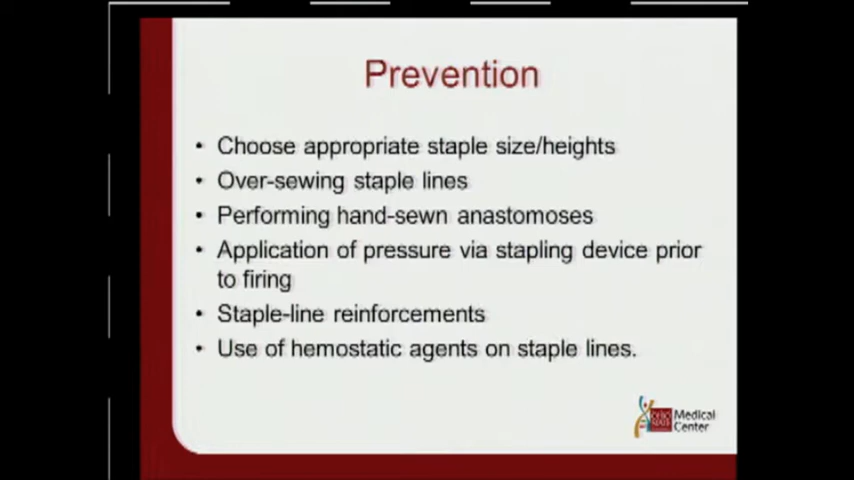 Prevention
• Choose appropriate staple size/heights
• Over-sewing staple lines
• Performing hand-sewn anastomoses
• Application of pressure via stapling device prior
to firing
• Staple-line reinforcements
• Use of hemostatic agents on staple lines.
Medical
Center